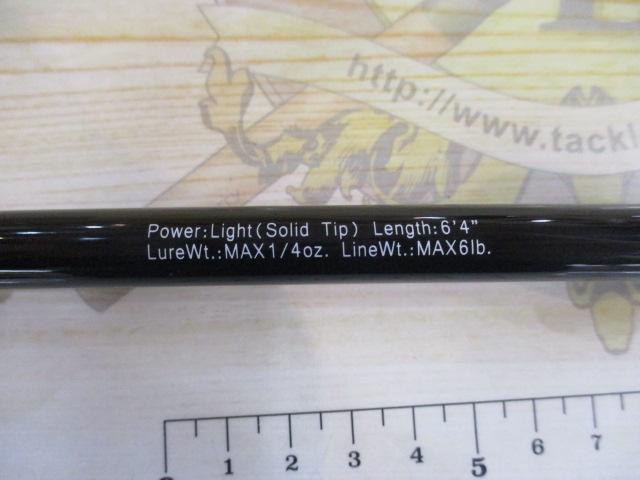 http://www.tackl
Power:Light(Solid Tip) Length:6'4"
LureWt.:MAX1/4oz. LineWt.:MAX6lb.
1 2 3 4 5 6 7